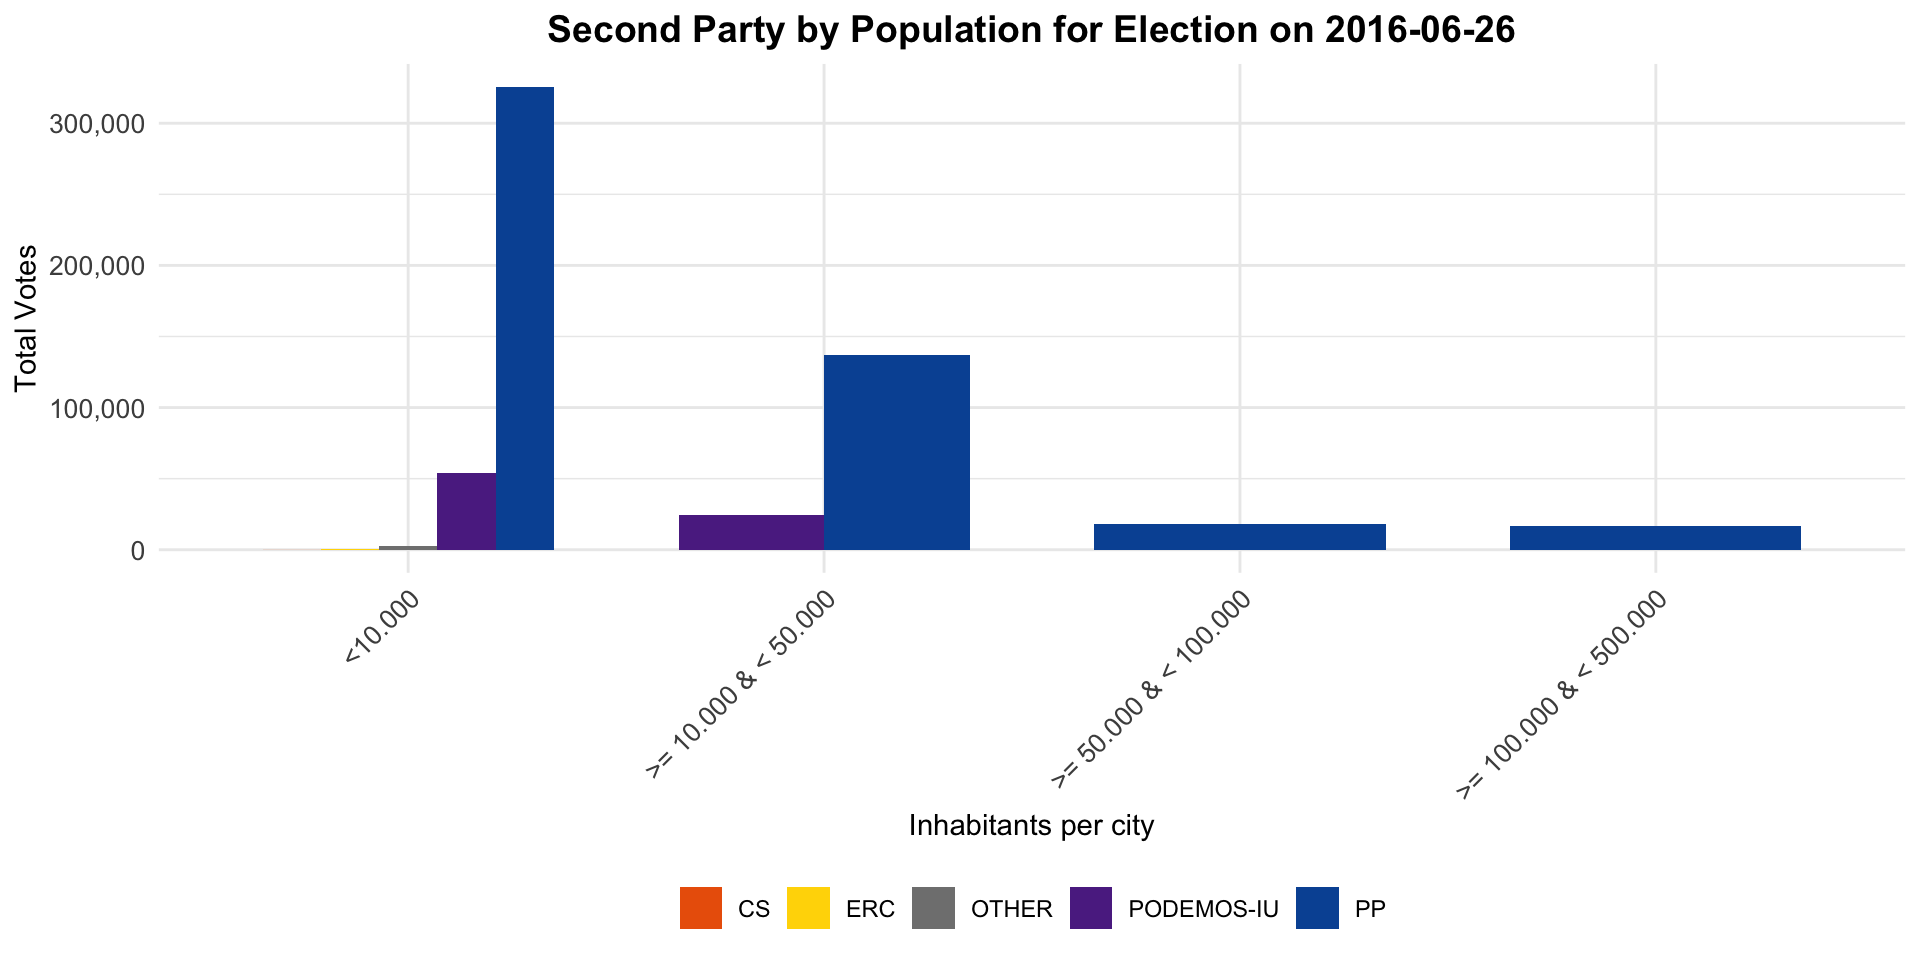 Second Party by Population for Election on 2016-06-26
Total Votes
300,000
200,000
100,000
0
<10.000
>= 10.000 & < 50.000
>= 50.000 & < 100.000
>= 100.000 & < 500.000
Inhabitants per city
CS ERC OTHER PODEMOS-IU PP